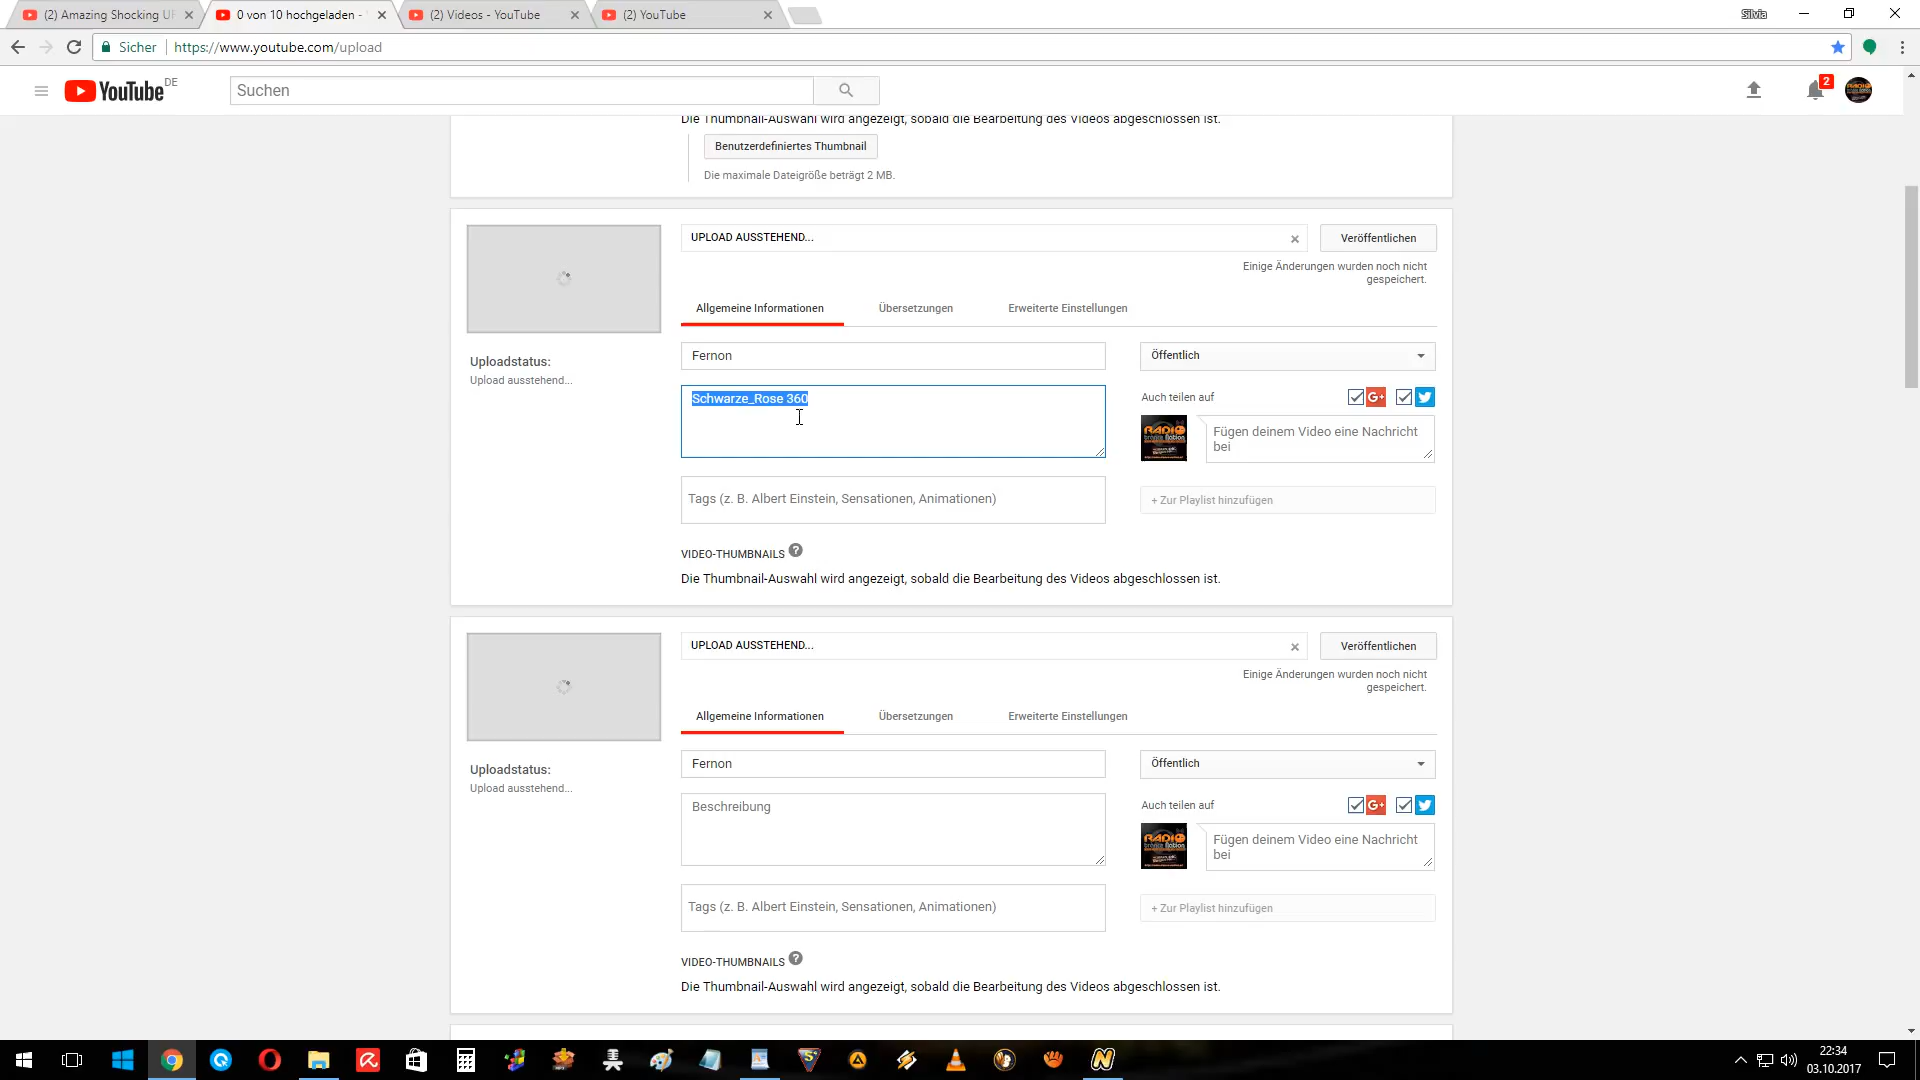 (2) Amazing Shocking UF
0 von 10 hochgeladen -
(2) Videos - YouTube
(2) YouTube
Silvia
Sicher
https://www.youtube.com/upload
YouTube DE
Suchen
2
Die Thumbnail-Auswahl wird angezeigt, sobald die Bearbeitung des Videos abgeschlossen ist.
Benutzerdefiniertes Thumbnail
Die maximale Dateigröße beträgt 2 MB.
UPLOAD AUSSTEHEND...
Veröffentlichen
Einige Änderungen wurden noch nicht
gespeichert.
Allgemeine Informationen
Übersetzungen
Erweiterte Einstellungen
Uploadstatus:
Upload ausstehend...
Fernon
Öffentlich
Schwarze_Rose 360
Auch teilen auf
G+
RADIO
Fügen deinem Video eine Nachricht
bei
Tags (z. B. Albert Einstein, Sensationen, Animationen)
+ Zur Playlist hinzufügen
VIDEO-THUMBNAILS ?
Die Thumbnail-Auswahl wird angezeigt, sobald die Bearbeitung des Videos abgeschlossen ist.
UPLOAD AUSSTEHEND...
Veröffentlichen
Einige Änderungen wurden noch nicht
gespeichert.
Allgemeine Informationen
Übersetzungen
Erweiterte Einstellungen
Uploadstatus:
Upload ausstehend...
Fernon
Öffentlich
Beschreibung
Auch teilen auf
G+
RADIO
Fügen deinem Video eine Nachricht
bei
Tags (z. B. Albert Einstein, Sensationen, Animationen)
+ Zur Playlist hinzufügen
VIDEO-THUMBNAILS ?
Die Thumbnail-Auswahl wird angezeigt, sobald die Bearbeitung des Videos abgeschlossen ist.
22:34
03.10.2017